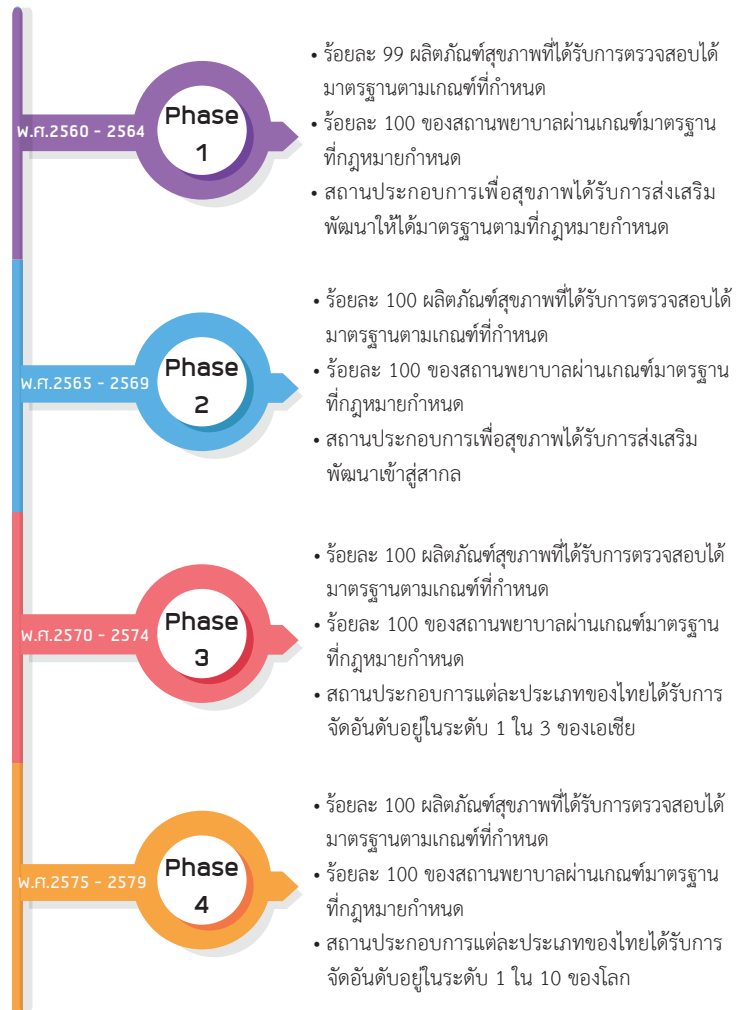 พ.ศ.2560 - 2564
Phase
1
• ร้อยละ 99 ผลิตภัณฑ์สุขภาพที่ได้รับการตรวจสอบได้
มาตรฐานตามเกณฑ์ที่กำหนด
• ร้อยละ 100 ของสถานพยาบาลผ่านเกณฑ์มาตรฐาน
ที่กฎหมายกำหนด
• สถานประกอบการเพื่อสุขภาพได้รับการส่งเสริม
พัฒนาให้ได้มาตรฐานตามที่กฎหมายกำหนด
พ.ศ.2565 - 2569
Phase
2
• ร้อยละ 100 ผลิตภัณฑ์สุขภาพที่ได้รับการตรวจสอบได้
มาตรฐานตามเกณฑ์ที่กำหนด
• ร้อยละ 100 ของสถานพยาบาลผ่านเกณฑ์มาตรฐาน
ที่กฎหมายกำหนด
• สถานประกอบการเพื่อสุขภาพได้รับการส่งเสริม
พัฒนาเข้าสู่สากล
พ.ศ.2570 - 2574
Phase
3
• ร้อยละ 100 ผลิตภัณฑ์สุขภาพที่ได้รับการตรวจสอบได้
มาตรฐานตามเกณฑ์ที่กำหนด
• ร้อยละ 100 ของสถานพยาบาลผ่านเกณฑ์มาตรฐาน
ที่กฎหมายกำหนด
• สถานประกอบการแต่ละประเภทของไทยได้รับการ
จัดอันดับอยู่ในระดับ 1 ใน 3 ของเอเชีย
พ.ศ.2575 - 2579
Phase
4
• ร้อยละ 100 ผลิตภัณฑ์สุขภาพที่ได้รับการตรวจสอบได้
มาตรฐานตามเกณฑ์ที่กำหนด
• ร้อยละ 100 ของสถานพยาบาลผ่านเกณฑ์มาตรฐาน
ที่กฎหมายกำหนด
• สถานประกอบการแต่ละประเภทของไทยได้รับการ
จัดอันดับอยู่ในระดับ 1 ใน 10 ของโลก